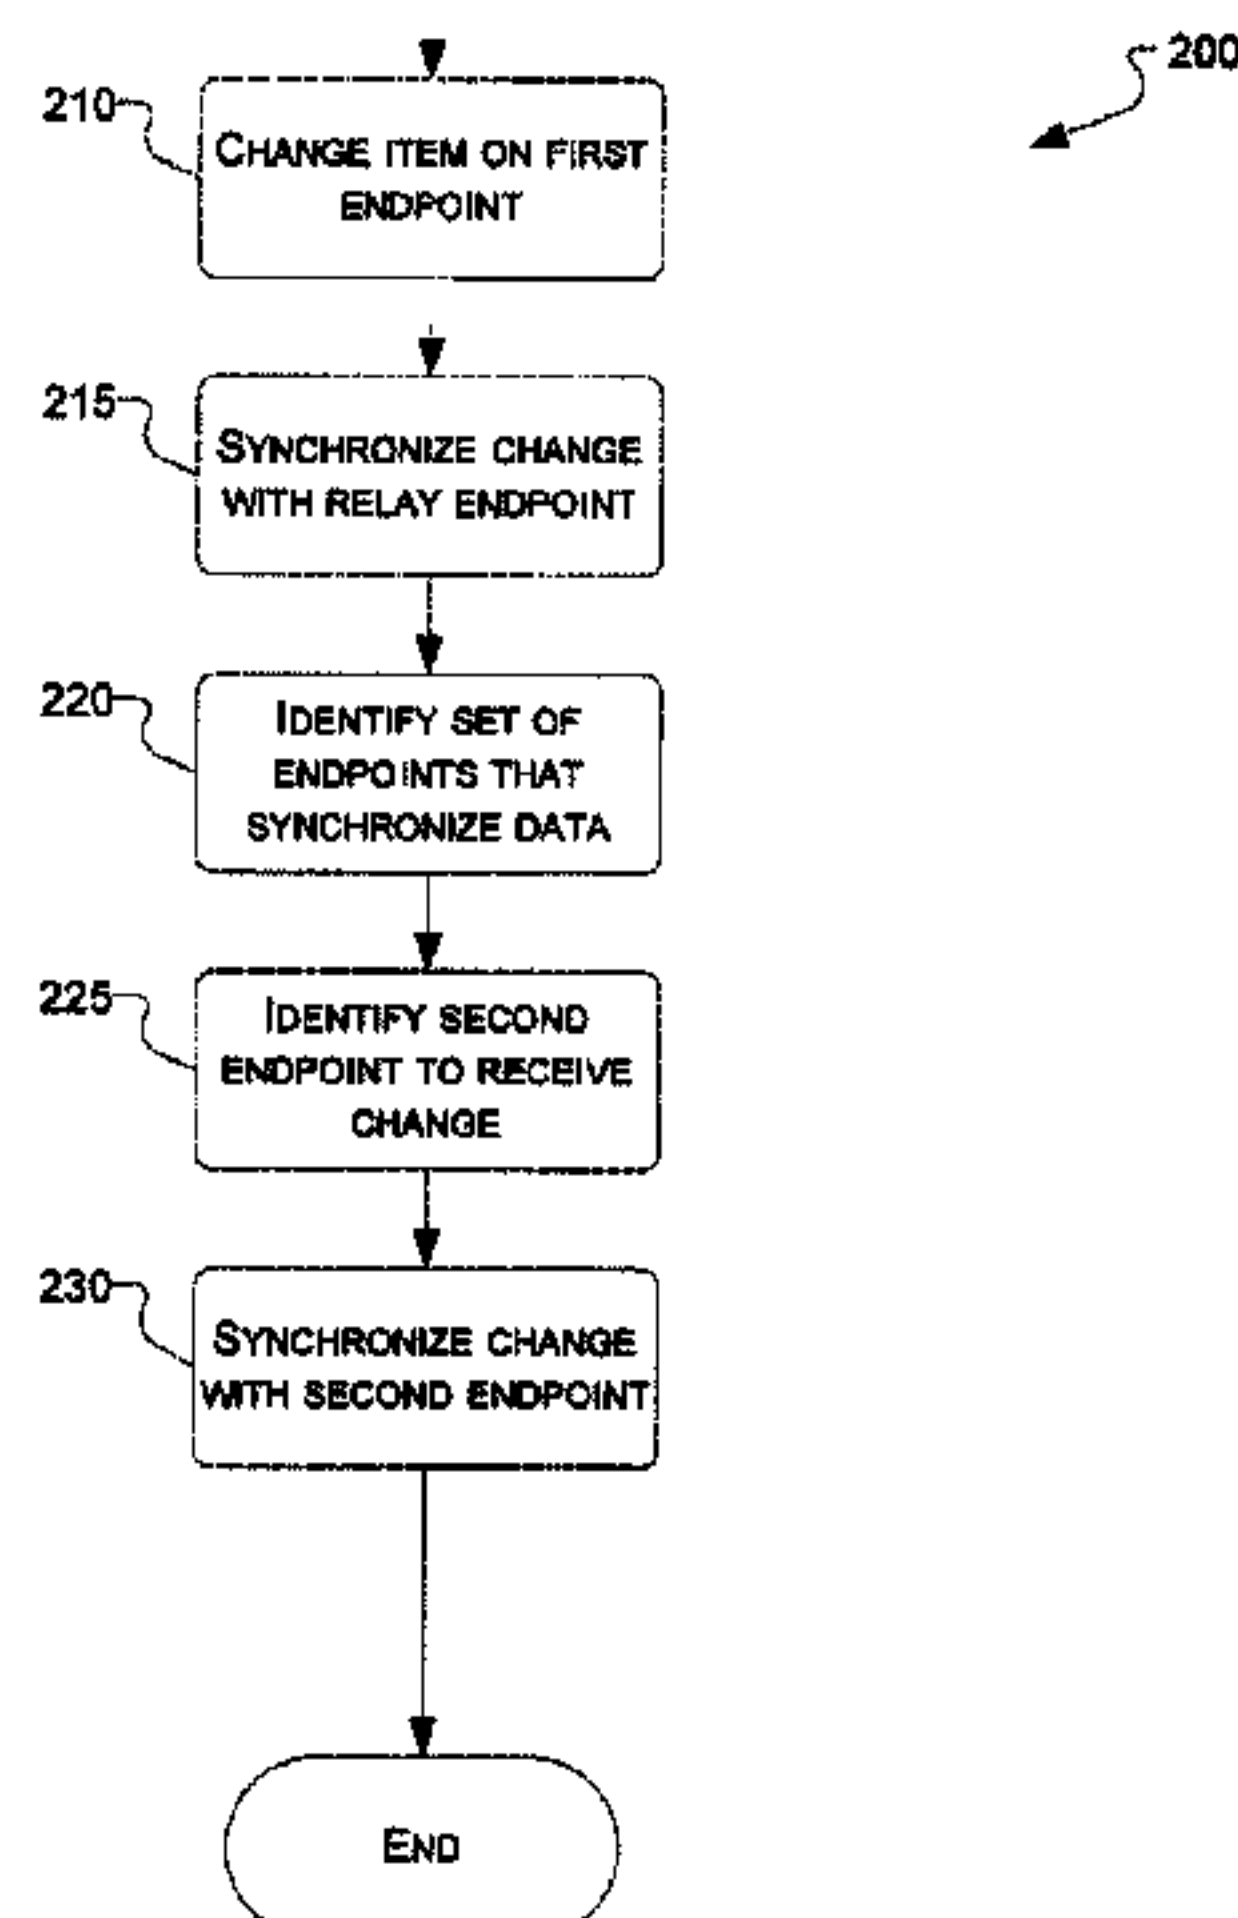 200
210
CHANGE ITEM ON FIRST
ENDPOINT
215
SYNCHRONIZE CHANGE
WITH RELAY ENDPOINT
220
IDENTIFY SET OF
ENDPOINTS THAT
SYNCHRONIZE DATA
225
IDENTIFY SECOND
ENDPOINT TO RECEIVE
CHANGE
230
SYNCHRONIZE CHANGE
WITH SECOND ENDPOINT
END